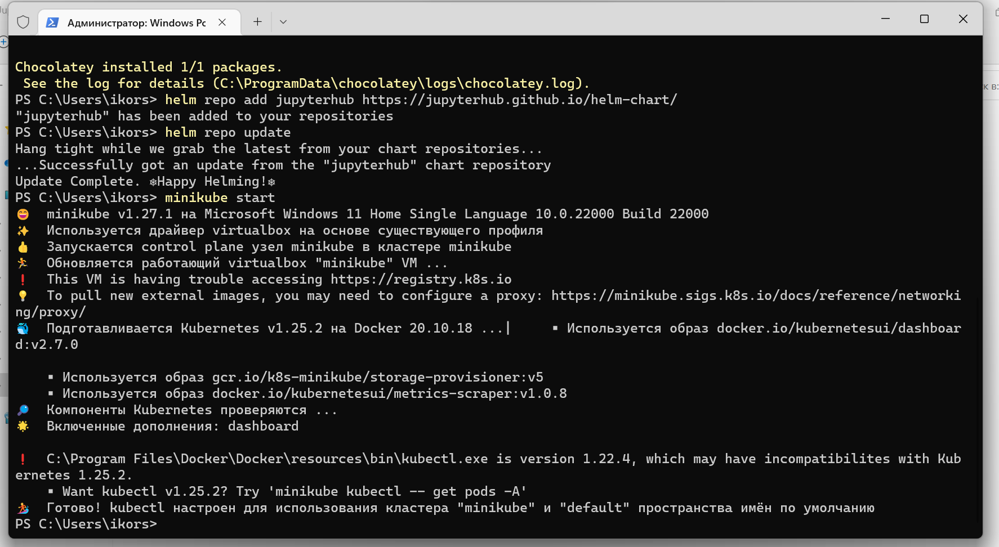 Администратор: Windows Po
Chocolatey installed 1/1 packages.
See the log for details (C:\ProgramData\chocolatey\logs\chocolatey.log).
PS C:\Users\ikors> helm repo add jupyterhub https://jupyterhub.github.io/helm-chart/
"jupyterhub" has been added to your repositories
PS C:\Users\ikors> helm repo update
Hang tight while we grab the latest from your chart repositories...
...Successfully got an update from the "jupyterhub" chart repository
Update Complete. ⎈Happy Helming!⎈
PS C:\Users\ikors> minikube start
😄 minikube v1.27.1 на Microsoft Windows 11 Home Single Language 10.0.22000 Build 22000
✨ Используется драйвер virtualbox на основе существующего профиля
👍 Запускается control plane узел minikube в кластере minikube
🏃 Обновляется работающий virtualbox "minikube" VM ...
❗ This VM is having trouble accessing https://registry.k8s.io
💡 To pull new external images, you may need to configure a proxy: https://minikube.sigs.k8s.io/docs/reference/networki
ng/proxy/
🐳 Подготавливается Kubernetes v1.25.2 на Docker 20.10.18 ...| ▪ Используется образ docker.io/kubernetesui/dashboar
d:v2.7.0
▪ Используется образ gcr.io/k8s-minikube/storage-provisioner:v5
▪ Используется образ docker.io/kubernetesui/metrics-scraper:v1.0.8
🔎 Компоненты Kubernetes проверяются ...
🌟 Включенные дополнения: dashboard
❗ C:\Program Files\Docker\Docker\resources\bin\kubectl.exe is version 1.22.4, which may have incompatibilites with Kub
ernetes 1.25.2.
▪ Want kubectl v1.25.2? Try 'minikube kubectl -- get pods -A'
🏄 Готово! kubectl настроен для использования кластера "minikube" и "default" пространства имён по умолчанию
PS C:\Users\ikors>